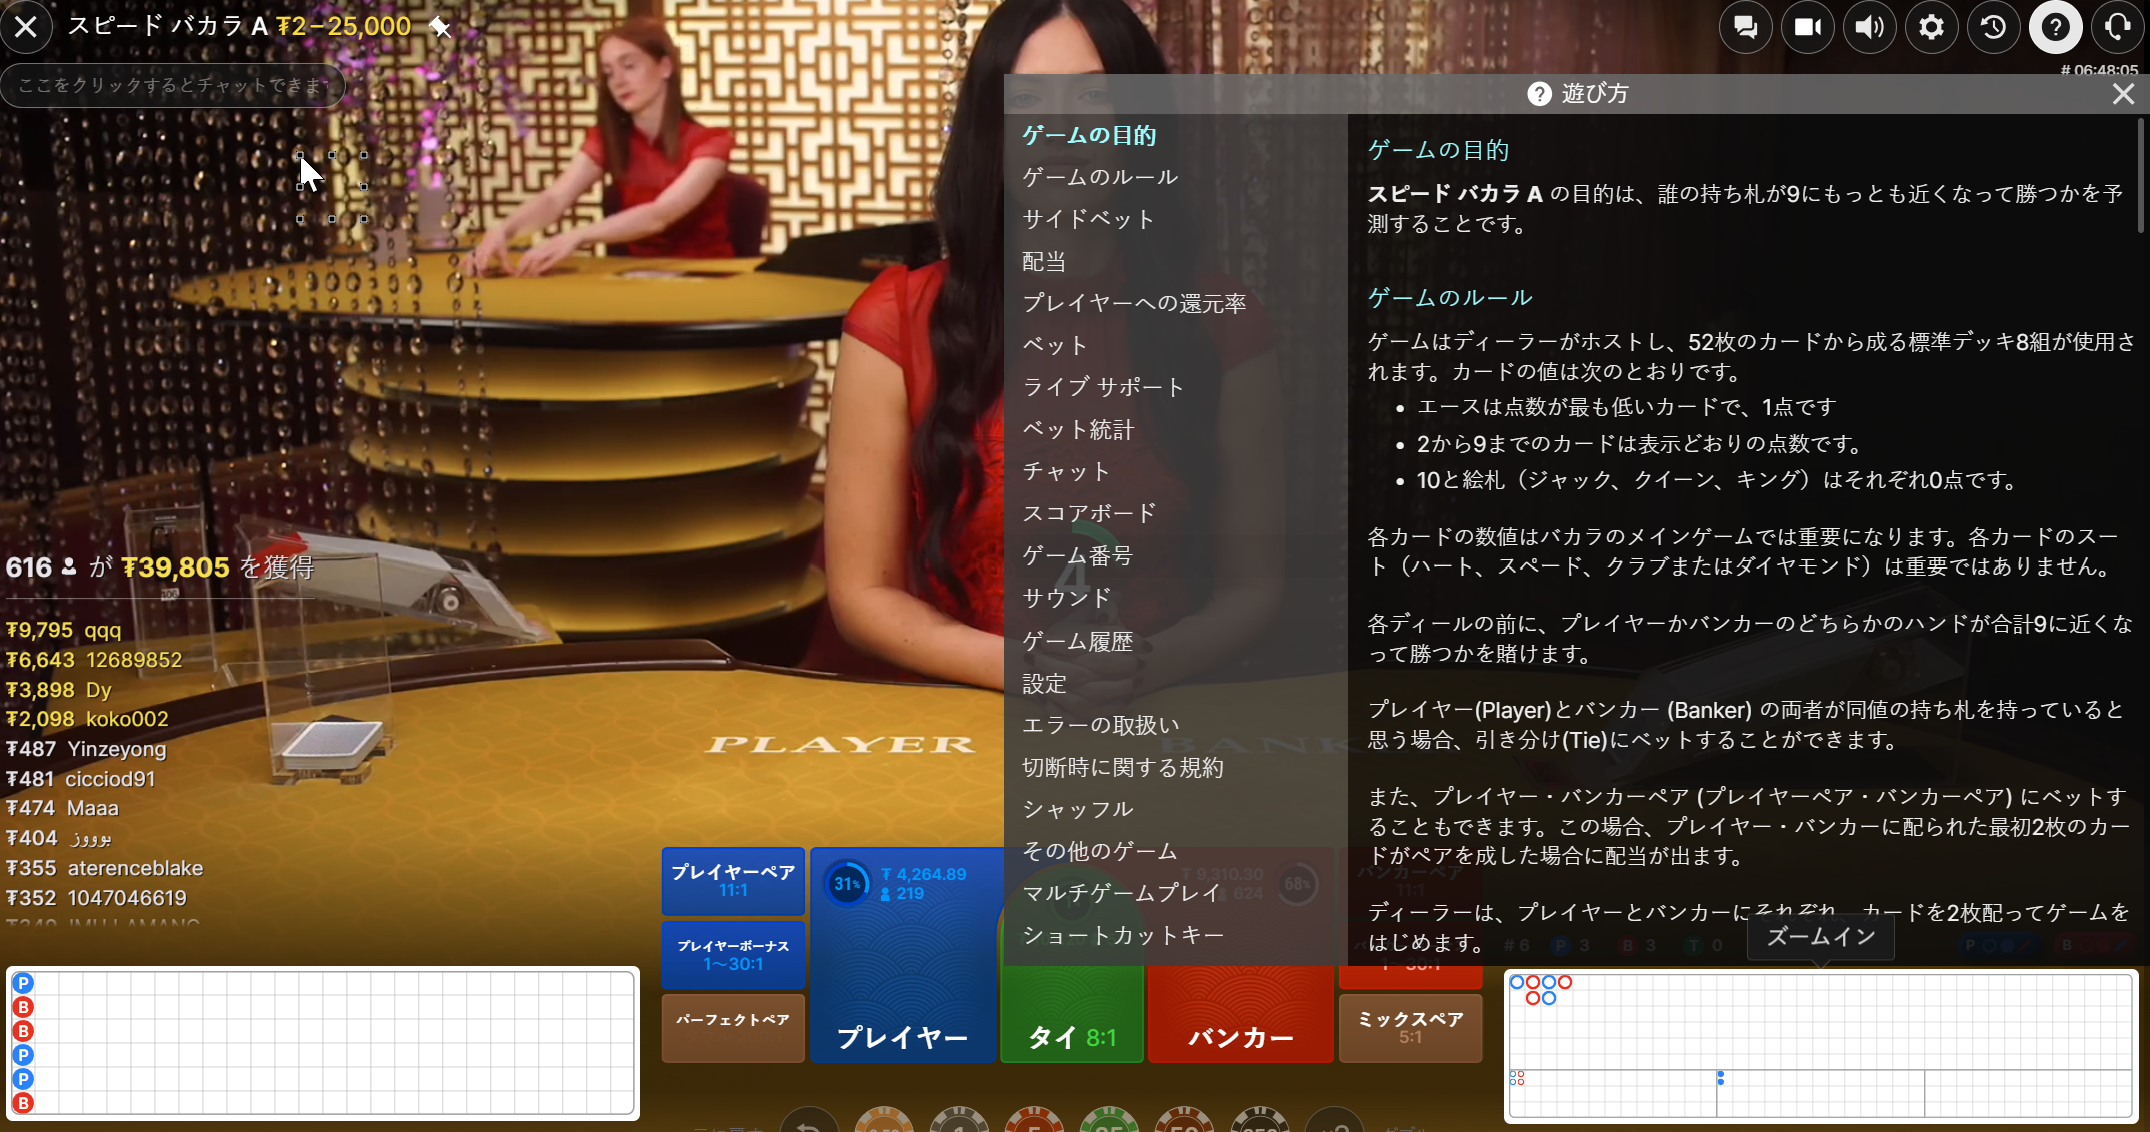 スピード バカラ A ₮2–25,000
ここをクリックするとチャットできま
# 06:48:05
遊び方
ゲームの目的
ゲームのルール
サイドベット
配当
プレイヤーへの還元率
ベット
ライブ サポート
ベット統計
チャット
スコアボード
ゲーム番号
サウンド
ゲーム履歴
設定
エラーの取扱い
切断時に関する規約
シャッフル
その他のゲーム
マルチゲームプレイ
ショートカットキー
ゲームの目的
スピード バカラ A の目的は、誰の持ち札が9にもっとも近くなって勝つかを予
測することです。
ゲームのルール
ゲームはディーラーがホストし、52枚のカードから成る標準デッキ8組が使用さ
れます。カードの値は次のとおりです。
• エースは点数が最も低いカードで、1点です
• 2から9までのカードは表示どおりの点数です。
• 10と絵札（ジャック、クイーン、キング）はそれぞれ0点です。
各カードの数値はバカラのメインゲームでは重要になります。各カードのスー
ト（ハート、スペード、クラブまたはダイヤモンド）は重要ではありません。
各ディールの前に、プレイヤーかバンカーのどちらかのハンドが合計9に近くな
って勝つかを賭けます。
プレイヤー(Player)とバンカー (Banker) の両者が同値の持ち札を持っていると
思う場合、引き分け(Tie)にベットすることができます。
また、プレイヤー・バンカーペア (プレイヤーペア・バンカーペア) にベットす
ることもできます。この場合、プレイヤー・バンカーに配られた最初2枚のカー
ドがペアを成した場合に配当が出ます。
ディーラーは、プレイヤーとバンカーにそれぞれ、カードを2枚配ってゲームを
はじめます。
ズームイン
616 が ₮39,805 を獲得
₮9,795 qqq
₮6,643 12689852
₮3,898 Dy
₮2,098 koko002
₮487 Yinzeyong
₮481 cicciod91
₮474 Maaa
₮404 بوووز
₮355 aterenceblake
₮352 1047046619
PLAYER
BANK
4
プレイヤーペア
11:1
プレイヤーボーナス
1〜30:1
パーフェクトペア
31% ₮ 4,264.89
219
プレイヤー
タイ 8:1
₮ 9,310.30
624
68%
バンカー
バンカーペア
11:1
1〜30:1
ミックスペア
5:1
#6 P 3 B 3 T 0
P
B
P
B
B
P
P
B